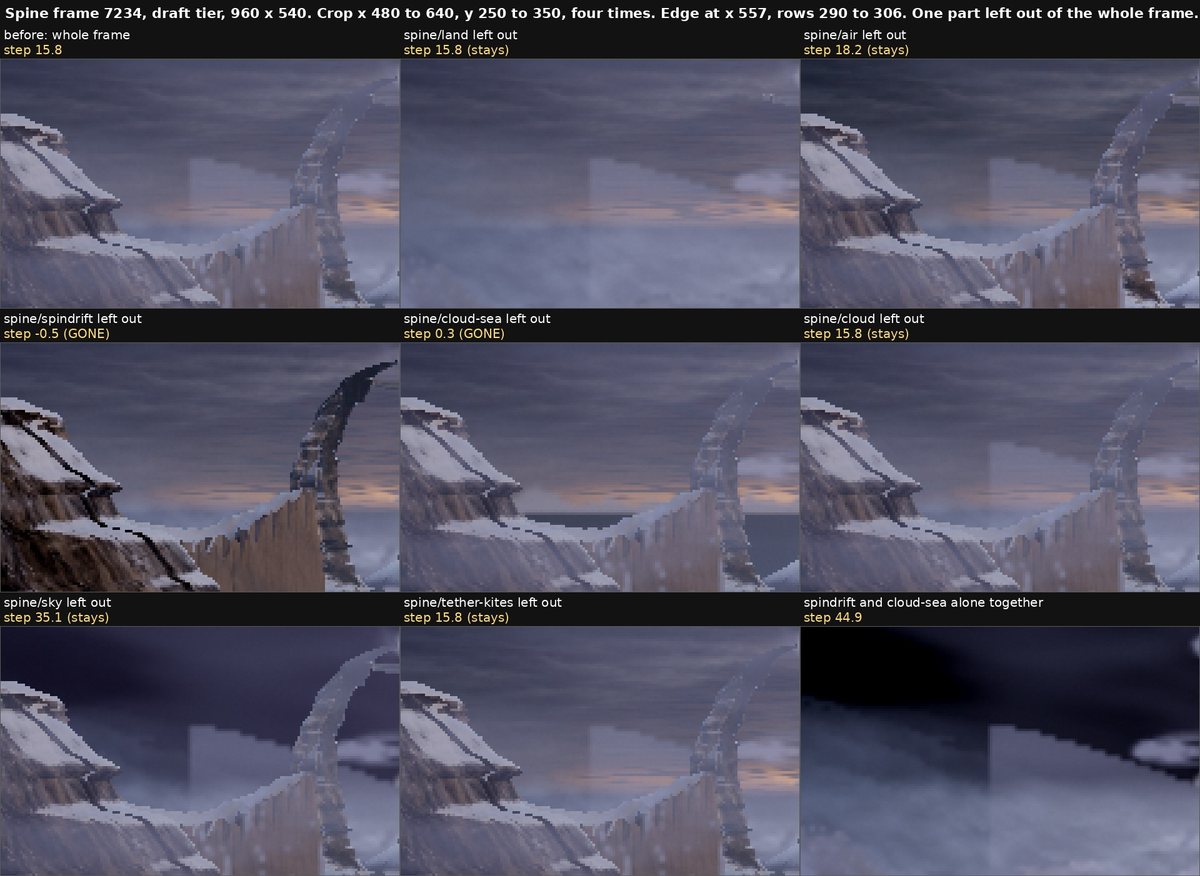 Spine frame 7234, draft tier, 960 x 540. Crop x 480 to 640, y 250 to 350, four times. Edge at x 557, rows 290 to 306. One part left out of the whole frame.
before: whole frame
step 15.8
spine/land left out
step 15.8 (stays)
spine/air left out
step 18.2 (stays)
spine/spindrift left out
step -0.5 (GONE)
spine/cloud-sea left out
step 0.3 (GONE)
spine/cloud left out
step 15.8 (stays)
spine/sky left out
step 35.1 (stays)
spine/tether-kites left out
step 15.8 (stays)
spindrift and cloud-sea alone together
step 44.9